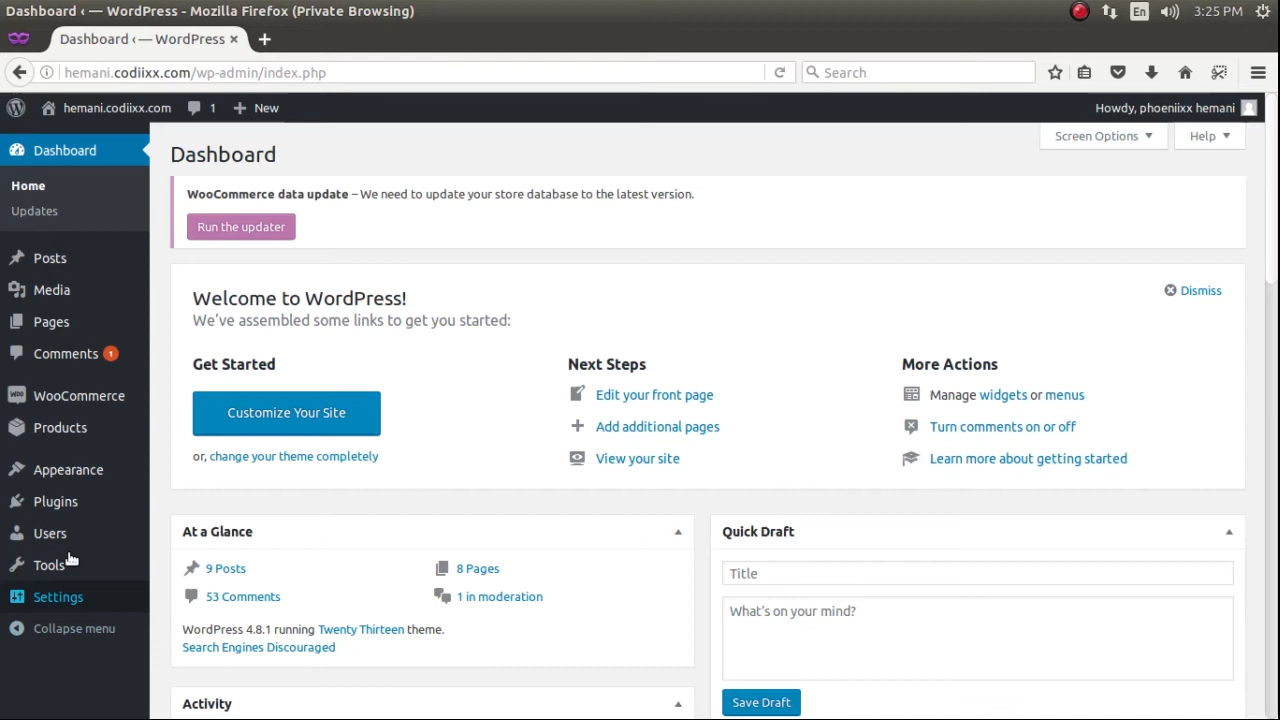 Dashboard ‹ — WordPress - Mozilla Firefox (Private Browsing)
En
3:25 PM
Dashboard ‹ — WordPress ×
hemani.codiixx.com/wp-admin/index.php
Search
hemani.codiixx.com
1
New
Howdy, phoeniixx hemani
Dashboard
Home
Updates
Posts
Media
Pages
Comments 1
WooCommerce
Products
Appearance
Plugins
Users
Tools
Settings
Collapse menu
Screen Options
Help
Dashboard
WooCommerce data update – We need to update your store database to the latest version.
Run the updater
Welcome to WordPress!
We've assembled some links to get you started:
Dismiss
Get Started
Customize Your Site
or, change your theme completely
Next Steps
Edit your front page
Add additional pages
View your site
More Actions
Manage widgets or menus
Turn comments on or off
Learn more about getting started
At a Glance
9 Posts
8 Pages
53 Comments
1 in moderation
WordPress 4.8.1 running Twenty Thirteen theme.
Search Engines Discouraged
Activity
Quick Draft
Title
What's on your mind?
Save Draft